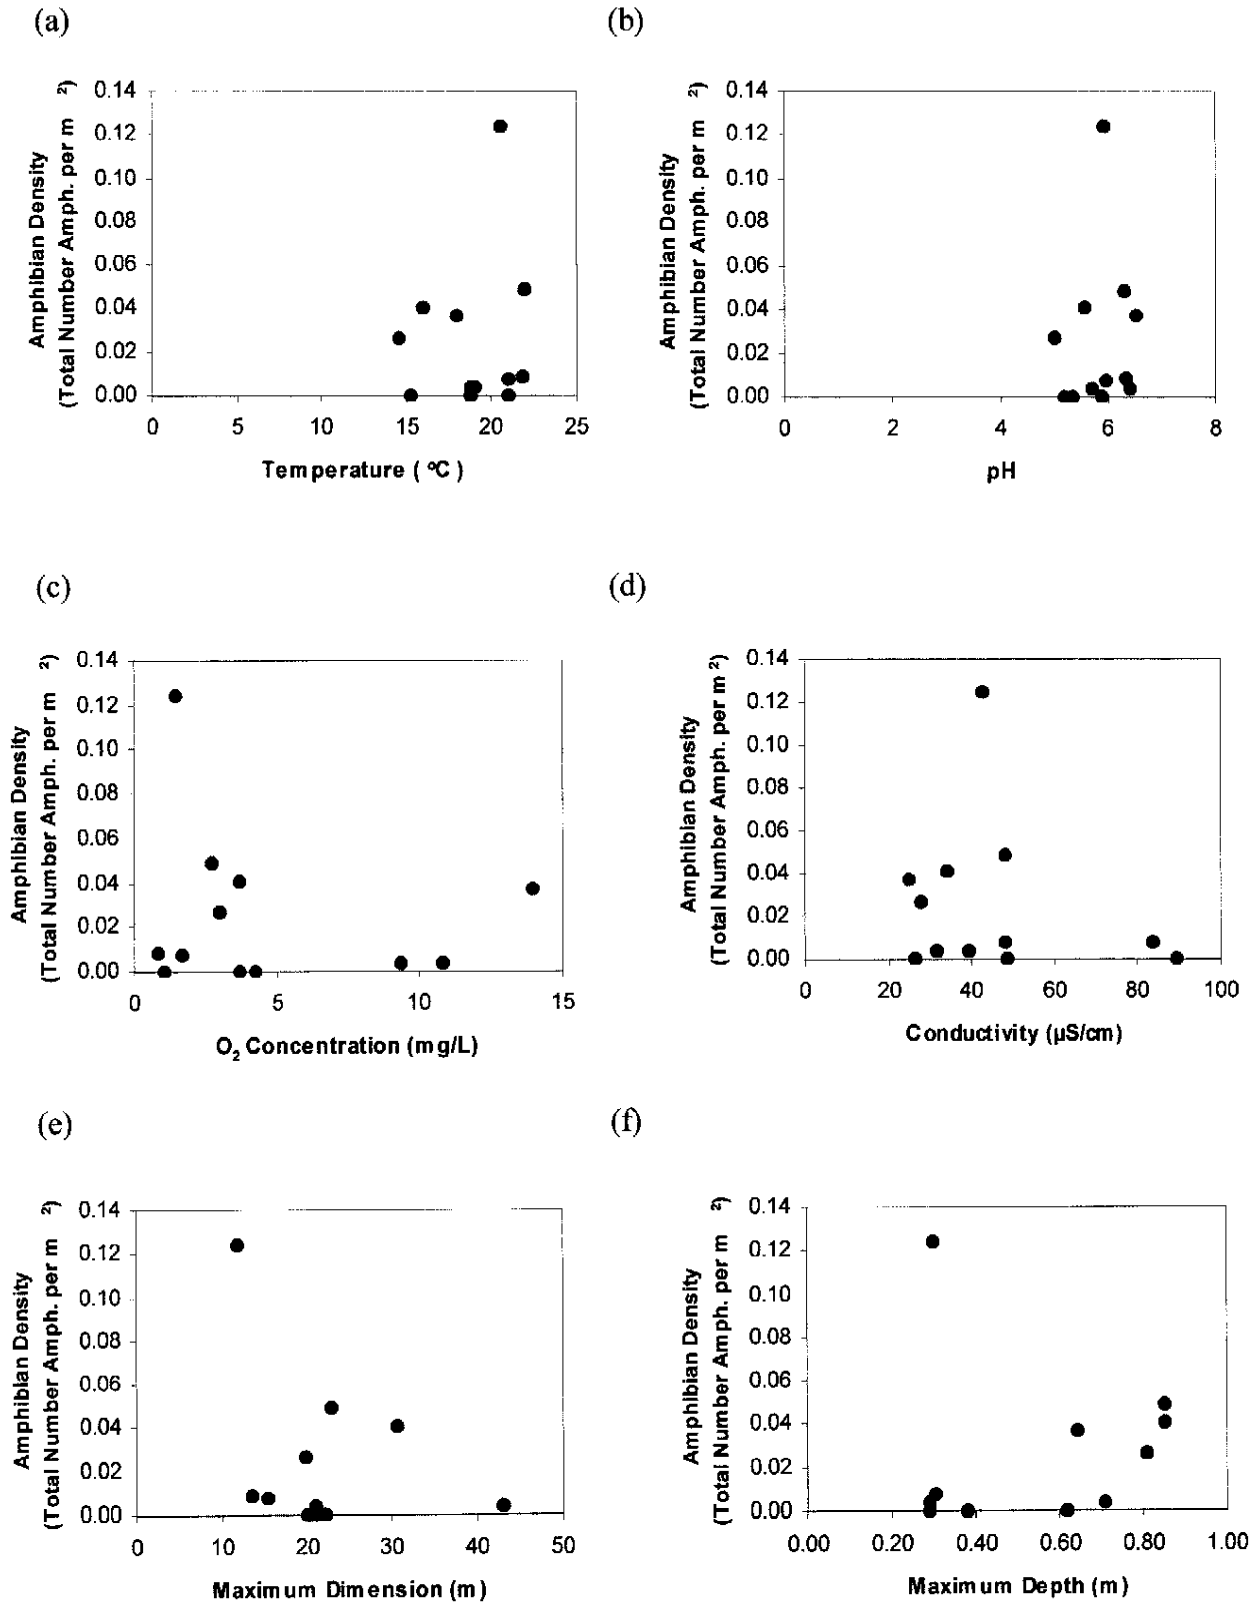 (a)
Amphibian Density
(Total Number Amph. per m ²)
0.14
0.12
0.10
0.08
0.06
0.04
0.02
0.00
0 5 10 15 20 25
Temperature ( ºC )
(b)
Amphibian Density
(Total Number Amph. per m ²)
0.14
0.12
0.10
0.08
0.06
0.04
0.02
0.00
0 2 4 6 8
pH
(c)
Amphibian Density
(Total Number Amph. per m ²)
0.14
0.12
0.10
0.08
0.06
0.04
0.02
0.00
0 5 10 15
O₂ Concentration (mg/L)
(d)
Amphibian Density
(Total Number Amph. per m ²)
0.14
0.12
0.10
0.08
0.06
0.04
0.02
0.00
0 20 40 60 80 100
Conductivity (µS/cm)
(e)
Amphibian Density
(Total Number Amph. per m ²)
0.14
0.12
0.10
0.08
0.06
0.04
0.02
0.00
0 10 20 30 40 50
Maximum Dimension (m)
(f)
Amphibian Density
(Total Number Amph. per m ²)
0.14
0.12
0.10
0.08
0.06
0.04
0.02
0.00
0.00 0.20 0.40 0.60 0.80 1.00
Maximum Depth (m)